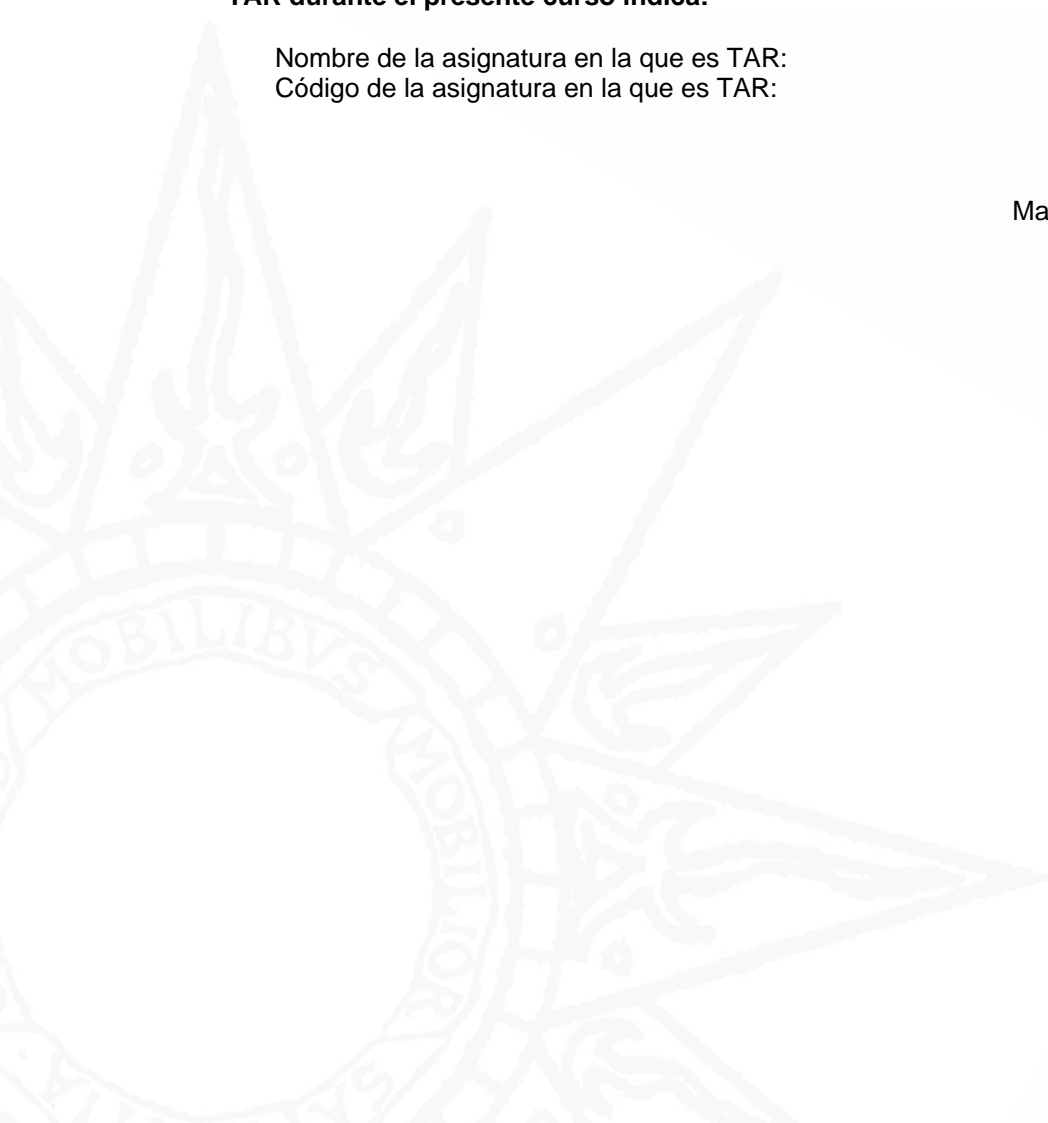 TAR durante el presente curso indica:
Nombre de la asignatura en la que es TAR:
Código de la asignatura en la que es TAR:
Ma
MOBILIBVS
MOBILIOR
SAPIENTIA